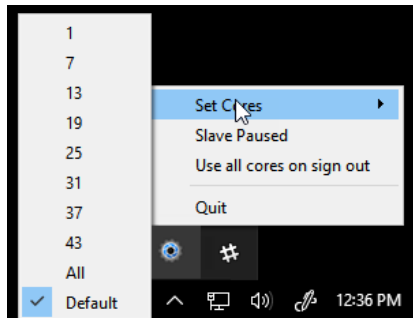 1
7
13
19
25
31
37
43
All
Default
Set Cores
Slave Paused
Use all cores on sign out
Quit
12:36 PM